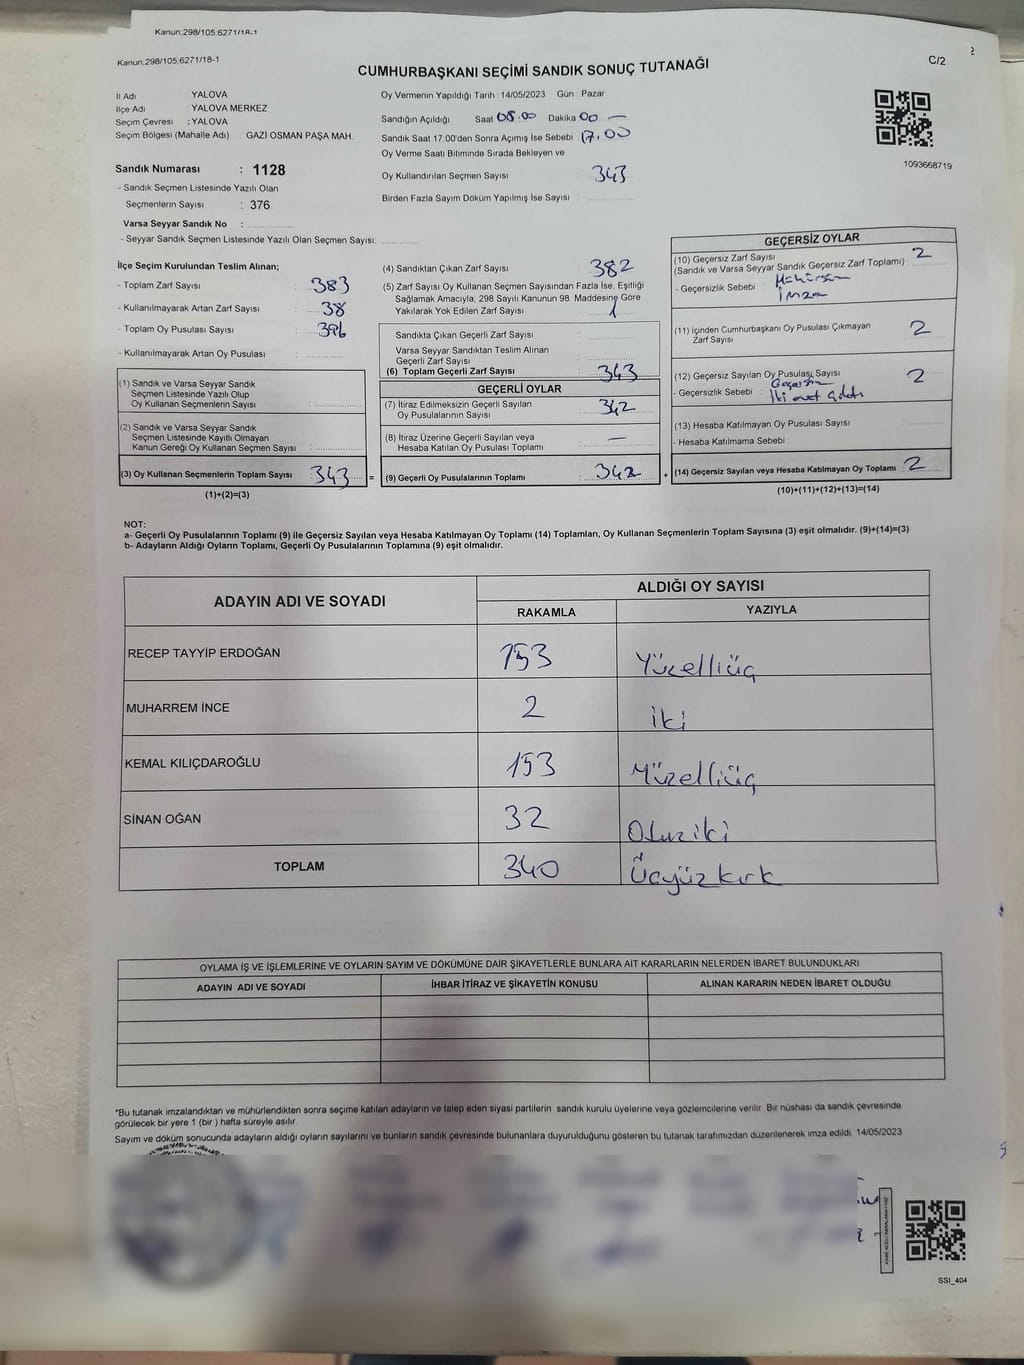 Kanun:298/105;6271/18-1
Kanun:298/105;6271/18-1
C/2
2
CUMHURBAŞKANI SEÇİMİ SANDIK SONUÇ TUTANAĞI
İl Adı YALOVA
İlçe Adı : YALOVA MERKEZ
Seçim Çevresi : YALOVA
Seçim Bölgesi (Mahalle Adı) : GAZİ OSMAN PAŞA MAH.
Sandık Numarası : 1128
- Sandık Seçmen Listesinde Yazılı Olan
Seçmenlerin Sayısı : 376
Varsa Seyyar Sandık No :
- Seyyar Sandık Seçmen Listesinde Yazılı Olan Seçmen Sayısı:
Oy Vermenin Yapıldığı Tarih : 14/05/2023 Gün : Pazar
Sandığın Açıldığı Saat 08.00 Dakika 00 —
Sandık Saat 17:00'den Sonra Açımış İse Sebebi 17.00
Oy Verme Saati Bitiminde Sırada Bekleyen ve
Oy Kullandırılan Seçmen Sayısı : 343
Birden Fazla Sayım Döküm Yapılmış İse Sayısı :
1093668719
İlçe Seçim Kurulundan Teslim Alınan;
- Toplam Zarf Sayısı : 383
- Kullanılmayarak Artan Zarf Sayısı : 38
- Toplam Oy Pusulası Sayısı : 396
- Kullanılmayarak Artan Oy Pusulası :
(1) Sandık ve Varsa Seyyar Sandık
Seçmen Listesinde Yazılı Olup
Oy Kullanan Seçmenlerin Sayısı :
(2) Sandık ve Varsa Seyyar Sandık
Seçmen Listesinde Kayıtlı Olmayan
Kanun Gereği Oy Kullanan Seçmen Sayısı :
(3) Oy Kullanan Seçmenlerin Toplam Sayısı 343 =
(1)+(2)=(3)
(4) Sandıktan Çıkan Zarf Sayısı : 382
(5) Zarf Sayısı Oy Kullanan Seçmen Sayısından Fazla İse, Eşitliği
Sağlamak Amacıyla; 298 Sayılı Kanunun 98. Maddesine Göre
Yakılarak Yok Edilen Zarf Sayısı : 1
Sandıkta Çıkan Geçerli Zarf Sayısı :
Varsa Seyyar Sandıktan Teslim Alınan
Geçerli Zarf Sayısı :
(6) Toplam Geçerli Zarf Sayısı : 343
GEÇERLİ OYLAR
(7) İtiraz Edilmeksizin Geçerli Sayılan
Oy Pusulalarının Sayısı : 342
(8) İtiraz Üzerine Geçerli Sayılan veya
Hesaba Katılan Oy Pusulası Toplamı : —
(9) Geçerli Oy Pusulalarının Toplamı : 342 +
GEÇERSİZ OYLAR
(10) Geçersiz Zarf Sayısı
(Sandık ve Varsa Seyyar Sandık Geçersiz Zarf Toplamı) : 2
- Geçersizlik Sebebi :
İmza
(11) İçinden Cumhurbaşkanı Oy Pusulası Çıkmayan
Zarf Sayısı 2
(12) Geçersiz Sayılan Oy Pusulası Sayısı 2
- Geçersizlik Sebebi : Geçersiz
İki evet
(13) Hesaba Katılmayan Oy Pusulası Sayısı :
- Hesaba Katılmama Sebebi :
(14) Geçersiz Sayılan veya Hesaba Katılmayan Oy Toplamı : 2
(10)+(11)+(12)+(13)=(14)
NOT:
a- Geçerli Oy Pusulalarının Toplamı (9) ile Geçersiz Sayılan veya Hesaba Katılmayan Oy Toplamı (14) Toplamları, Oy Kullanan Seçmenlerin Toplam Sayısına (3) eşit olmalıdır. (9)+(14)=(3)
b- Adayların Aldığı Oyların Toplamı, Geçerli Oy Pusulalarının Toplamına (9) eşit olmalıdır.
ADAYIN ADI VE SOYADI ALDIĞI OY SAYISI
RAKAMLA YAZIYLA
RECEP TAYYİP ERDOĞAN 153 Yüzelliüç
MUHARREM İNCE 2 iki
KEMAL KILIÇDAROĞLU 153 Yüzelliüç
SİNAN OĞAN 32 Otuziki
TOPLAM 340 Üçyüzkırk
OYLAMA İŞ VE İŞLEMLERİNE VE OYLARIN SAYIM VE DÖKÜMÜNE DAİR ŞİKAYETLERLE BUNLARA AİT KARARLARIN NELERDEN İBARET BULUNDUKLARI
ADAYIN ADI VE SOYADI İHBAR İTİRAZ VE ŞİKAYETİN KONUSU ALINAN KARARIN NEDEN İBARET OLDUĞU
*Bu tutanak imzalandıktan ve mühürlendikten sonra seçime katılan adayların ve talep eden siyasi partilerin sandık kurulu üyelerine veya gözlemcilerine verilir. Bir nüshası da sandık çevresinde
görülecek bir yere 1 (bir ) hafta süreyle asılır.
Sayım ve döküm sonucunda adayların aldığı oyların sayılarını ve bunların sandık çevresinde bulunanlara duyurulduğunu gösteren bu tutanak tarafımızdan düzenlenerek imza edildi. 14/05/2023
SSI_404